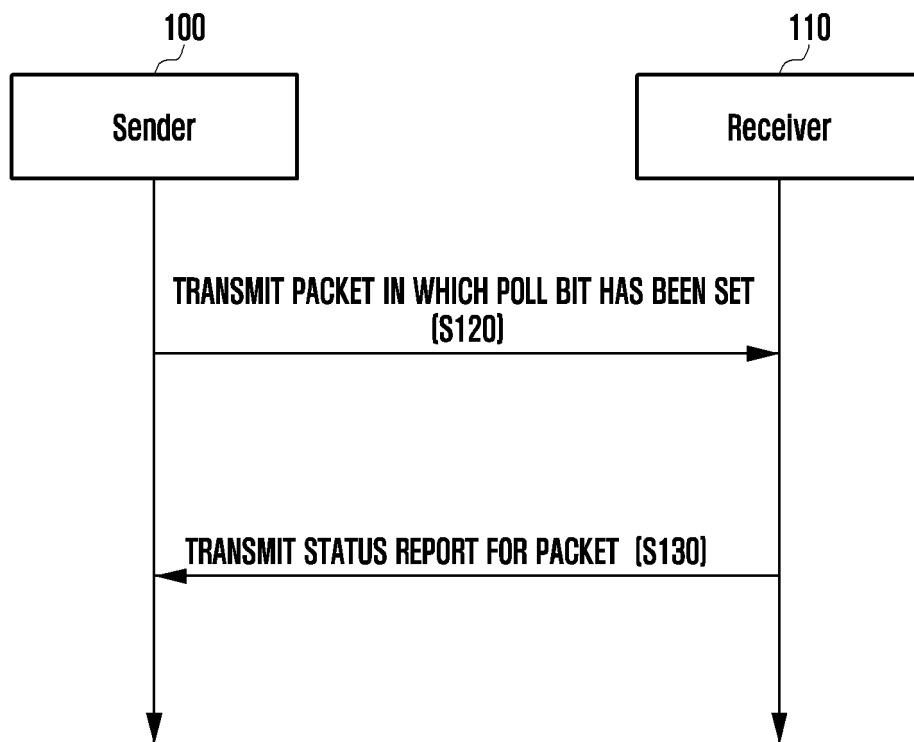 100
110
Sender
Receiver
TRANSMIT PACKET IN WHICH POLL BIT HAS BEEN SET
(S120)
TRANSMIT STATUS REPORT FOR PACKET (S130)